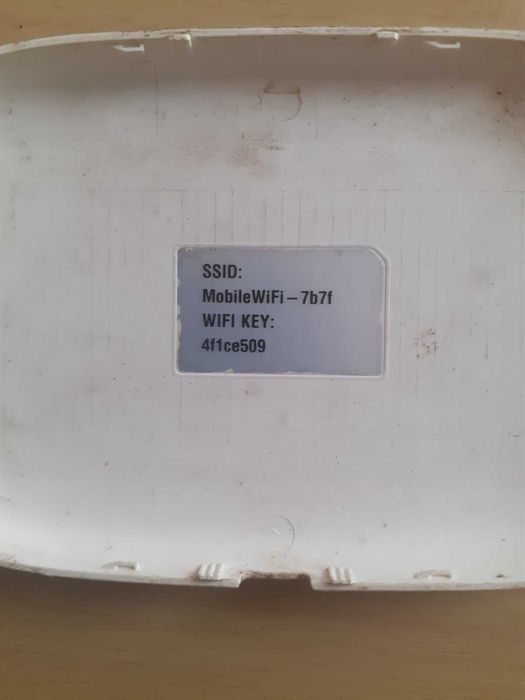 SSID:
MobileWiFi-7b7f
WIFI KEY:
4f1ce509